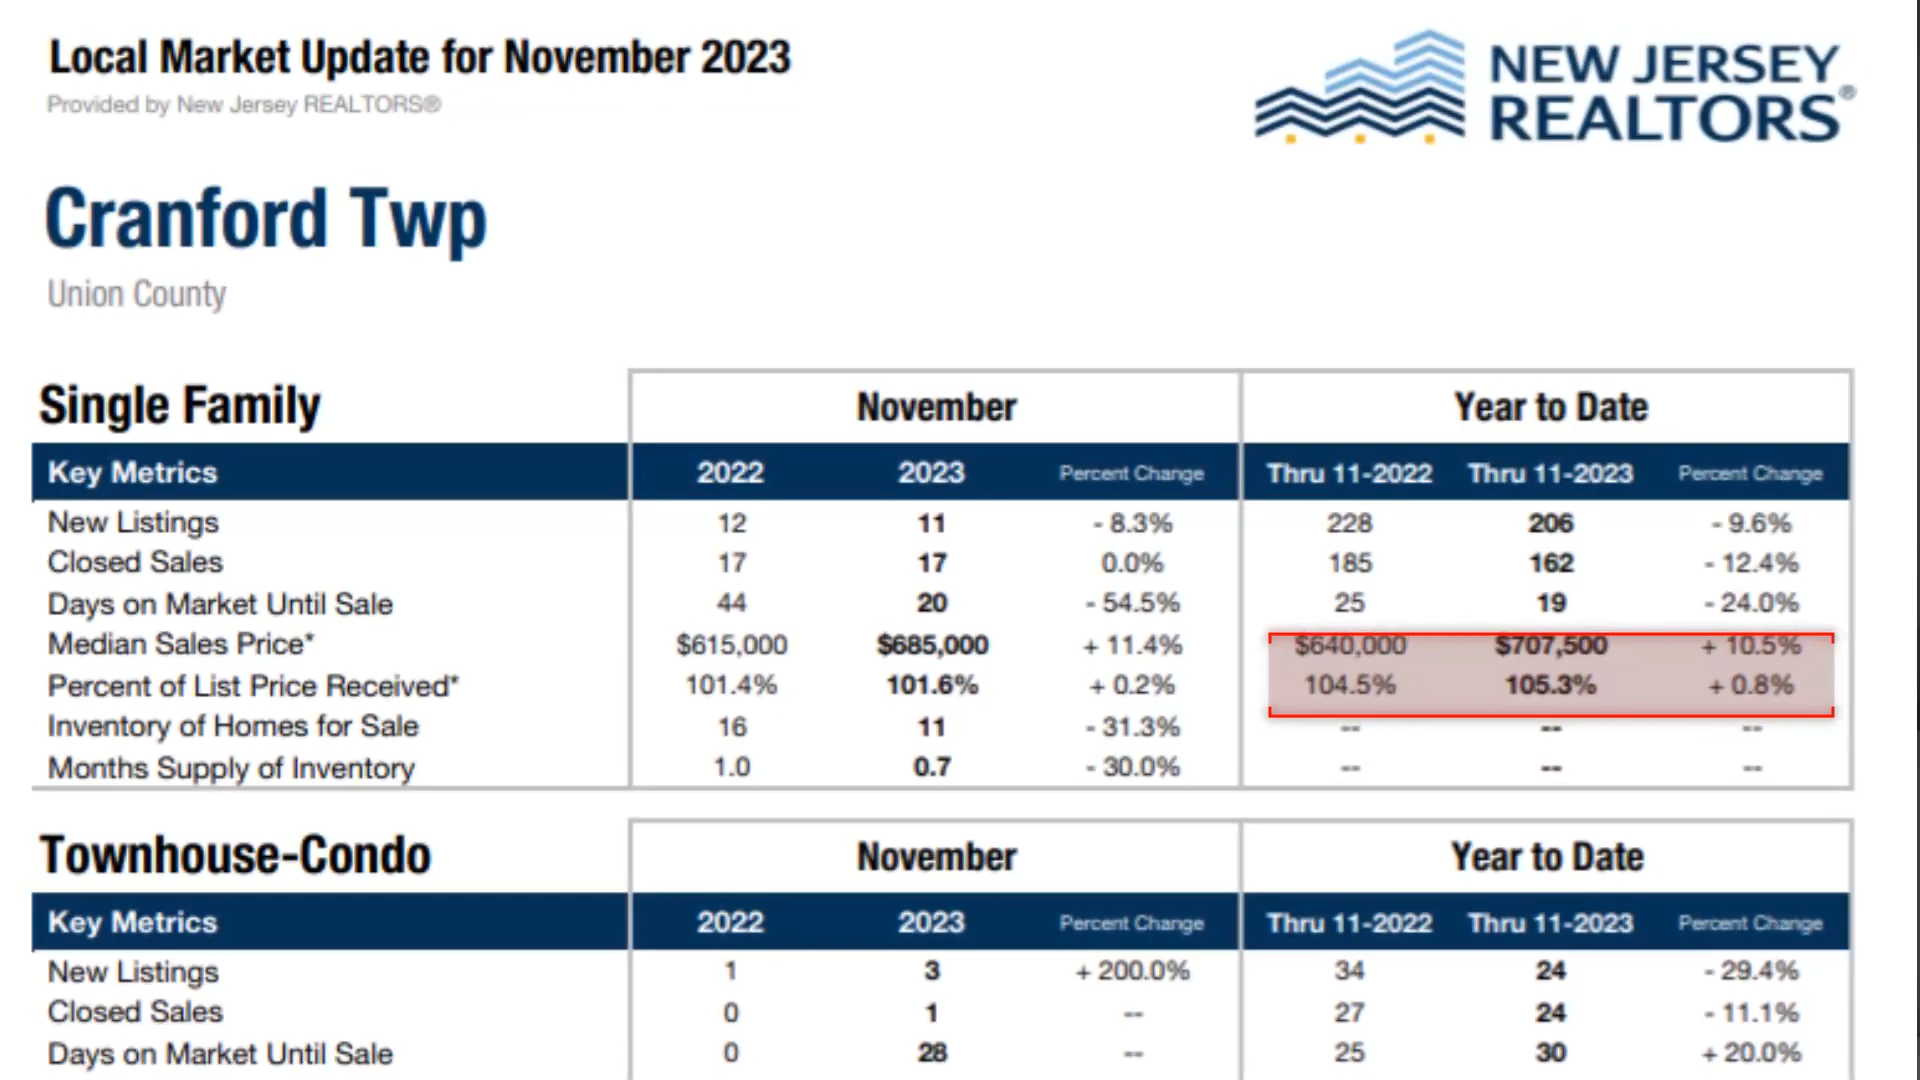 Local Market Update for November 2023
Provided by New Jersey REALTORS®
NEW JERSEY
REALTORS®
Cranford Twp
Union County
Single Family November Year to Date
Key Metrics 2022 2023 Percent Change Thru 11-2022 Thru 11-2023 Percent Change
New Listings 12 11 - 8.3% 228 206 - 9.6%
Closed Sales 17 17 0.0% 185 162 - 12.4%
Days on Market Until Sale 44 20 - 54.5% 25 19 - 24.0%
Median Sales Price* $615,000 $685,000 + 11.4% $640,000 $707,500 + 10.5%
Percent of List Price Received* 101.4% 101.6% + 0.2% 104.5% 105.3% + 0.8%
Inventory of Homes for Sale 16 11 - 31.3% -- -- --
Months Supply of Inventory 1.0 0.7 - 30.0% -- -- --
Townhouse-Condo November Year to Date
Key Metrics 2022 2023 Percent Change Thru 11-2022 Thru 11-2023 Percent Change
New Listings 1 3 + 200.0% 34 24 - 29.4%
Closed Sales 0 1 -- 27 24 - 11.1%
Days on Market Until Sale 0 28 -- 25 30 + 20.0%